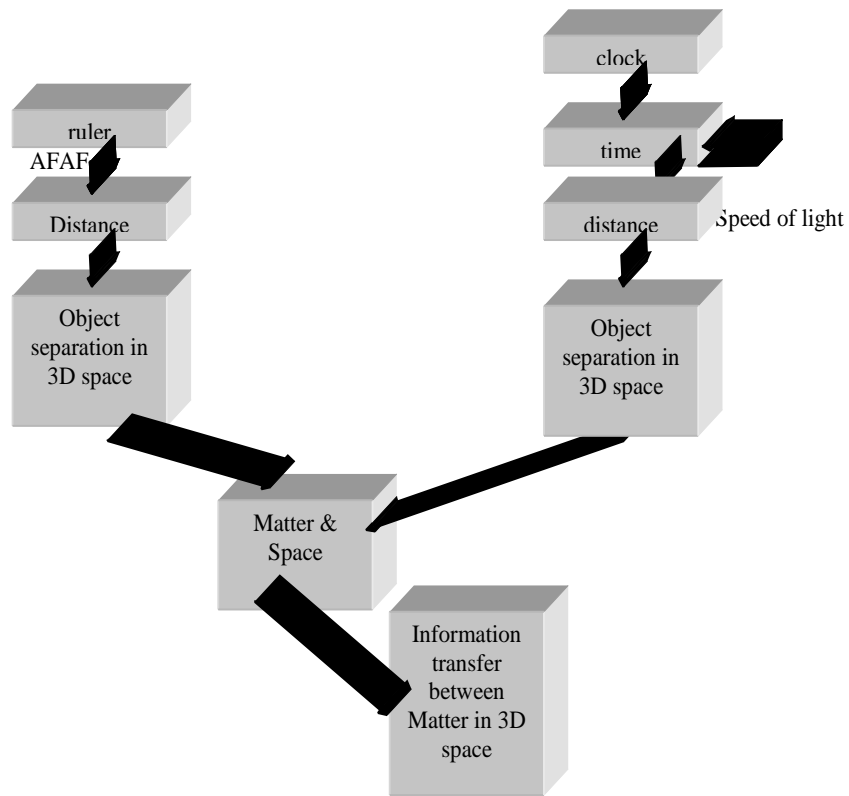 ruler
AFAF
Distance
Object
separation in
3D space
clock
time
distance
Speed of light
Object
separation in
3D space
Matter &
Space
Information
transfer
between
Matter in 3D
space